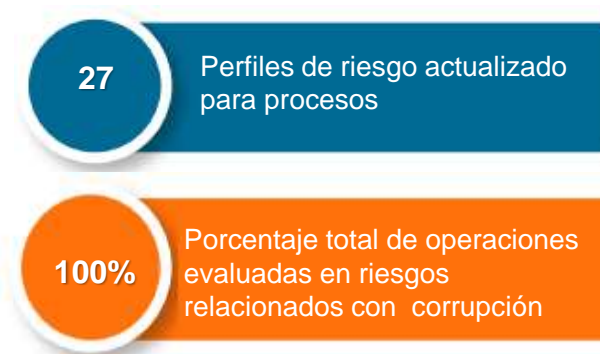 27
Perfiles de riesgo actualizado
para procesos
100%
Porcentaje total de operaciones
evaluadas en riesgos
relacionados con corrupción